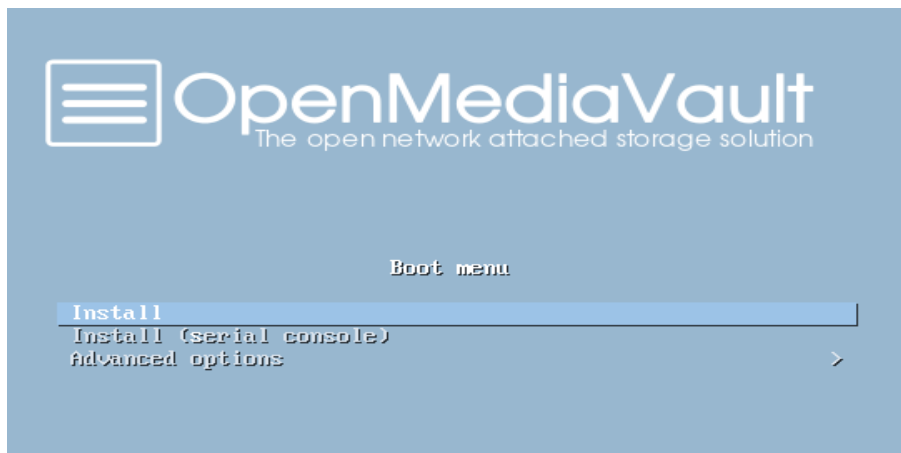 OpenMediaVault
The open network attached storage solution
Boot menu
Install
Install (serial console)
Advanced options >